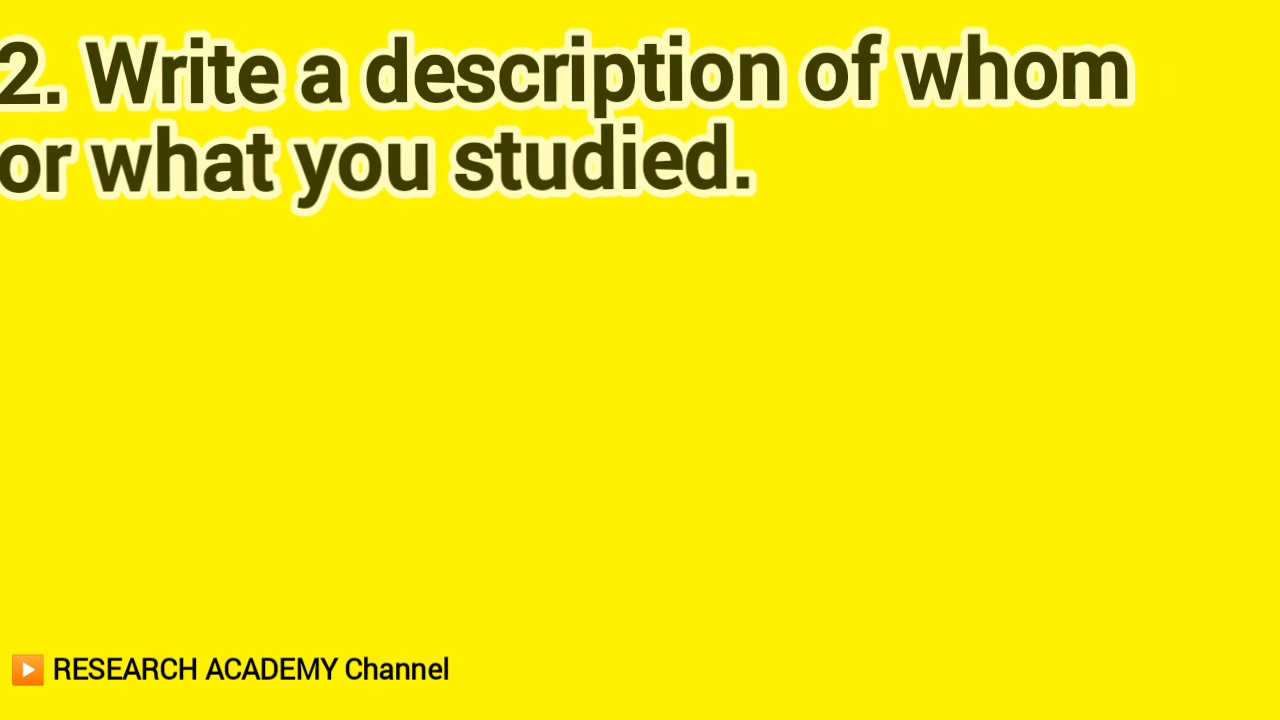 2. Write a description of whom
or what you studied.
▶️ RESEARCH ACADEMY Channel